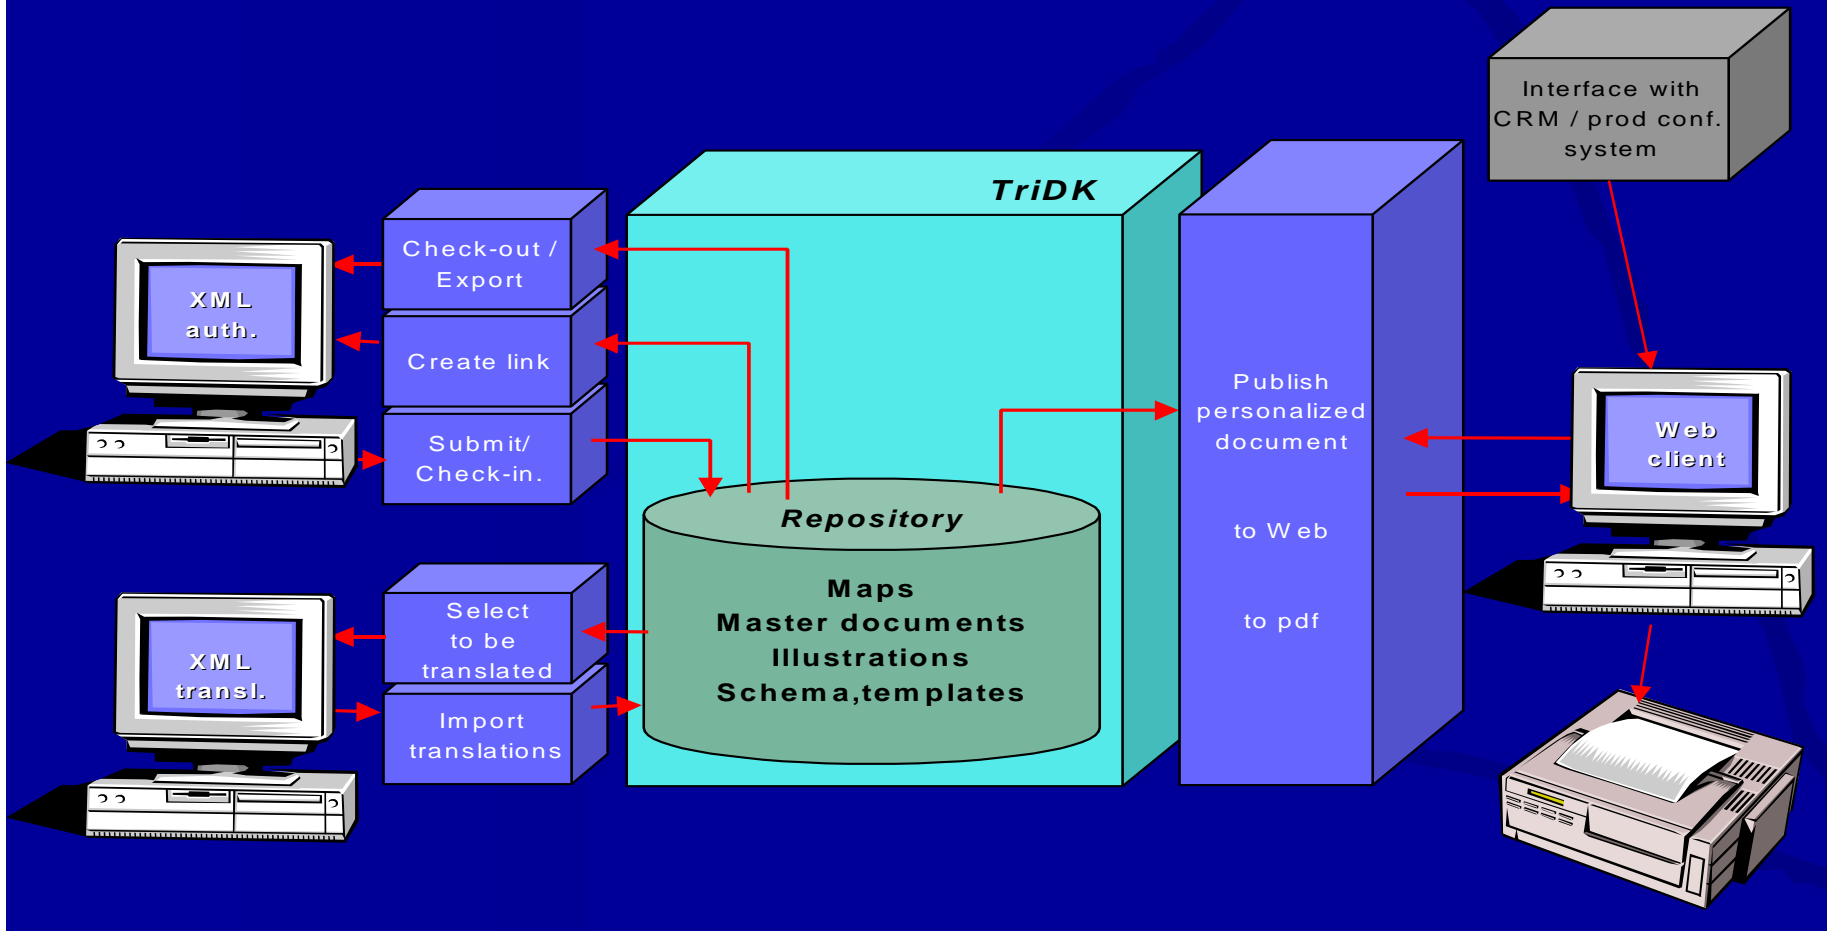 Interface with
CRM / prod conf.
system
TriDK
Check-out /
Export
XML
auth.
Create link
Submit/
Check-in.
Publish
personalized
document
to Web
to pdf
Web
client
Repository
Maps
Master documents
Illustrations
Schema,templates
Select
to be
translated
XML
transl.
Import
translations